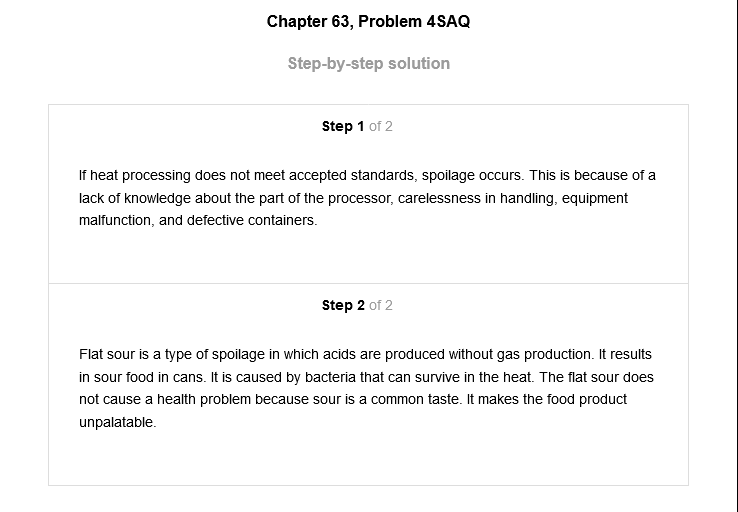 Chapter 63, Problem 4SAQ
Step-by-step solution
Step 1 of 2
If heat processing does not meet accepted standards, spoilage occurs. This is because of a
lack of knowledge about the part of the processor, carelessness in handling, equipment
malfunction, and defective containers.
Step 2 of 2
Flat sour is a type of spoilage in which acids are produced without gas production. It results
in sour food in cans. It is caused by bacteria that can survive in the heat. The flat sour does
not cause a health problem because sour is a common taste. It makes the food product
unpalatable.